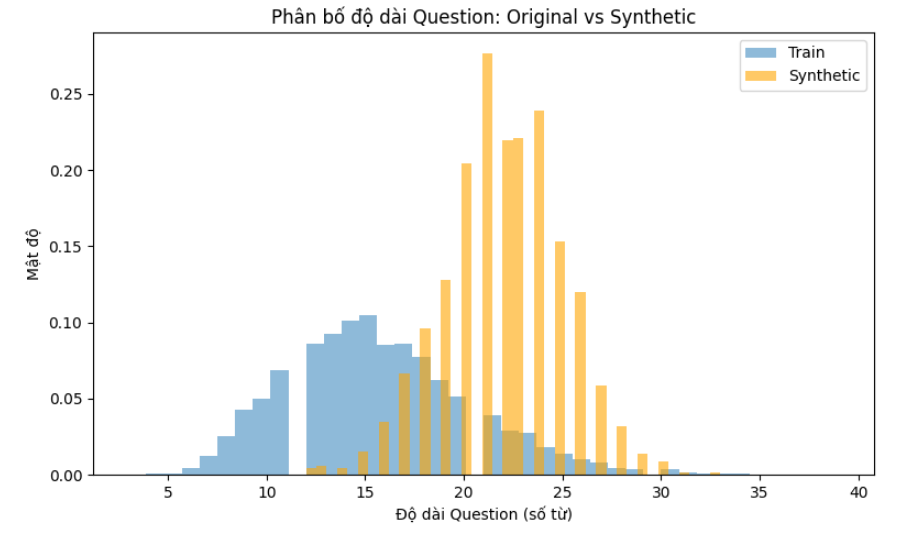 Phân bố độ dài Question: Original vs Synthetic
Train
Synthetic
Mật độ
0.25
0.20
0.15
0.10
0.05
0.00
5 10 15 20 25 30 35 40
Độ dài Question (số từ)